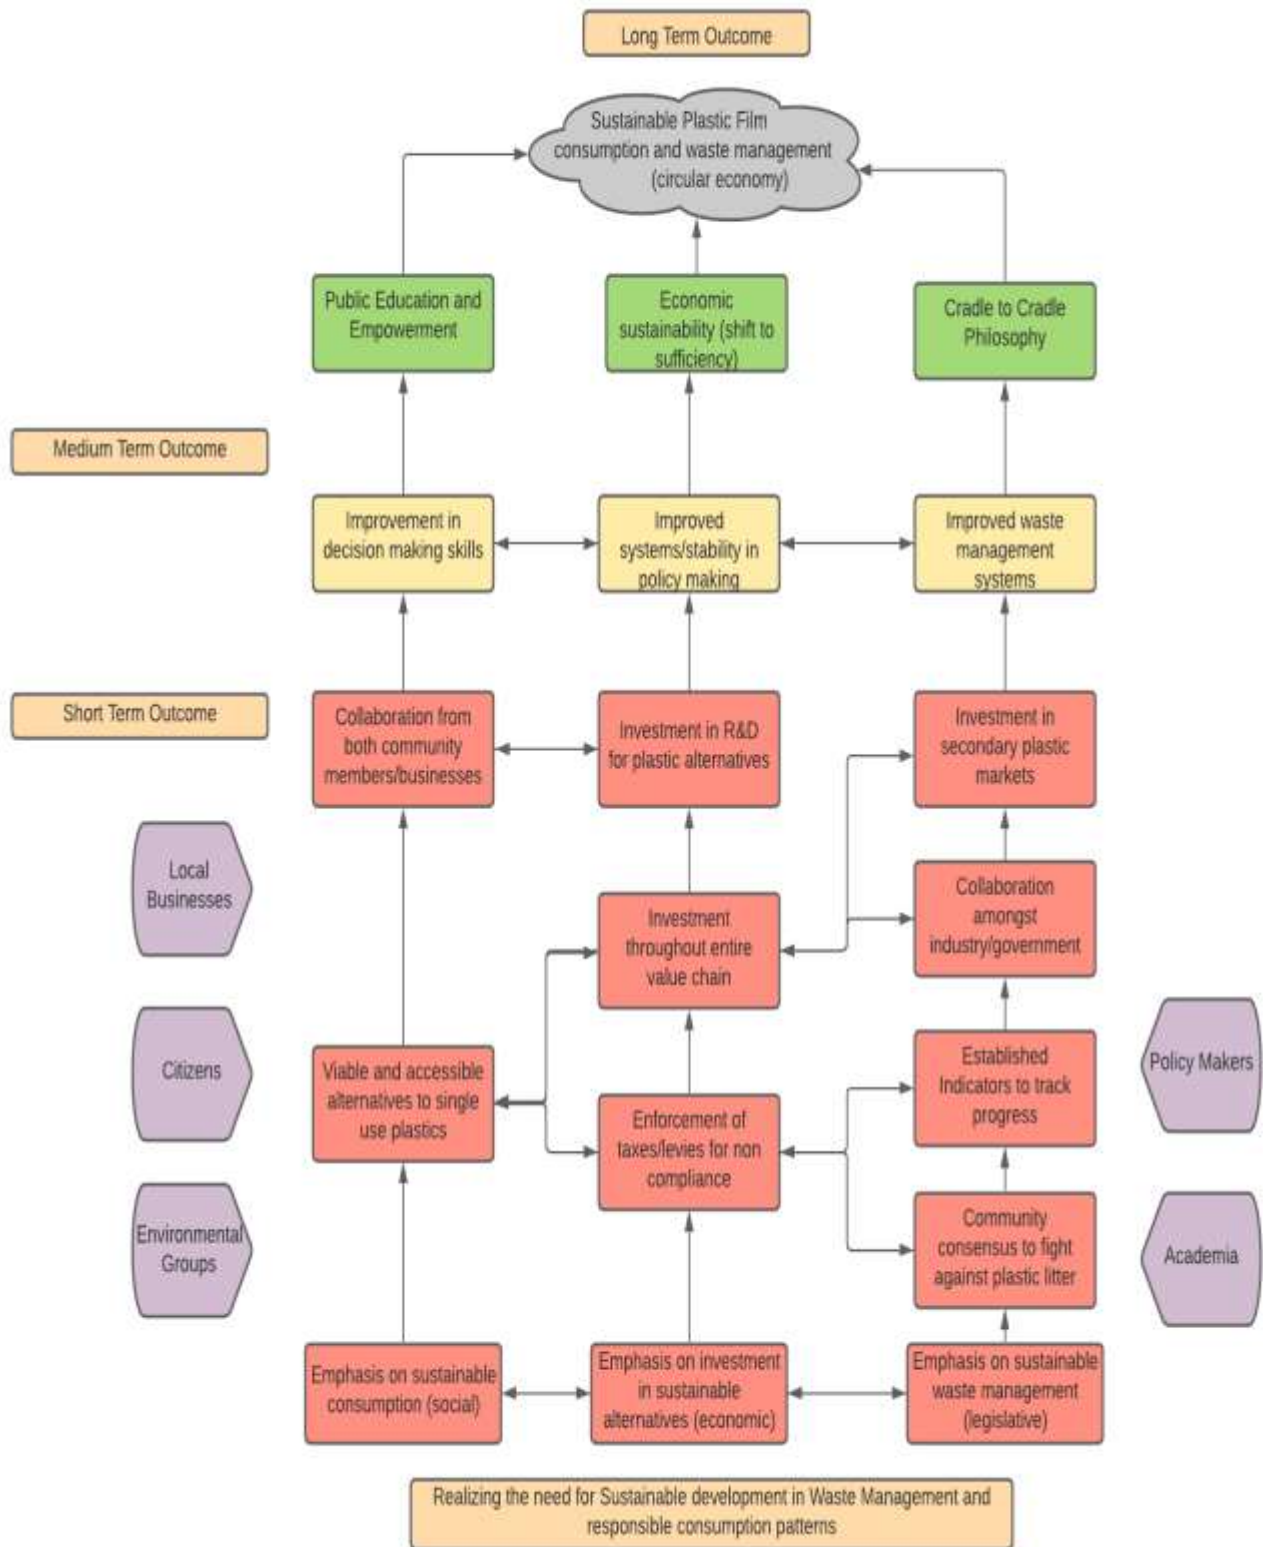 Long Term Outcome
Sustainable Plastic Film
consumption and waste management
(circular economy)
Public Education and
Empowerment
Economic
sustainability (shift to
sufficiency)
Cradle to Cradle
Philosophy
Medium Term Outcome
Improvement in
decision making skills
Improved
systems/stability in
policy making
Improved waste
management
systems
Short Term Outcome
Collaboration from
both community
members/businesses
Investment in R&D
for plastic alternatives
Investment in
secondary plastic
markets
Local
Businesses
Investment
throughout entire
value chain
Collaboration
amongst
industry/government
Citizens
Viable and accessible
alternatives to single
use plastics
Enforcement of
taxes/levies for non
compliance
Established
Indicators to track
progress
Policy Makers
Environmental
Groups
Community
consensus to fight
against plastic litter
Academia
Emphasis on sustainable
consumption (social)
Emphasis on investment
in sustainable
alternatives (economic)
Emphasis on sustainable
waste management
(legislative)
Realizing the need for Sustainable development in Waste Management and
responsible consumption patterns